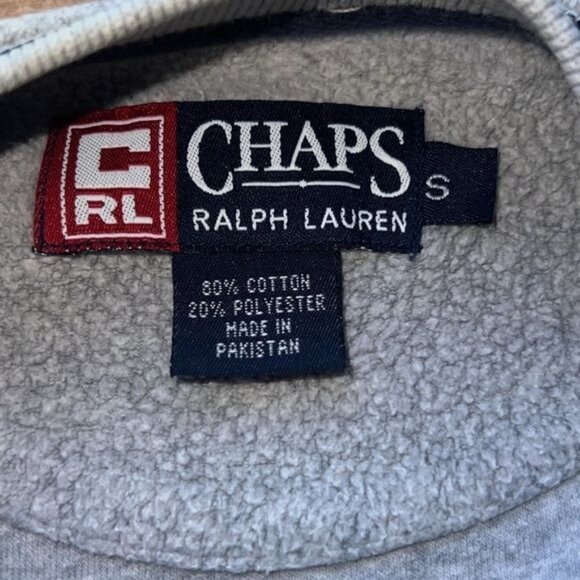 C
RL
CHAPS
RALPH LAUREN
S
80% COTTON
20% POLYESTER
MADE IN
PAKISTAN